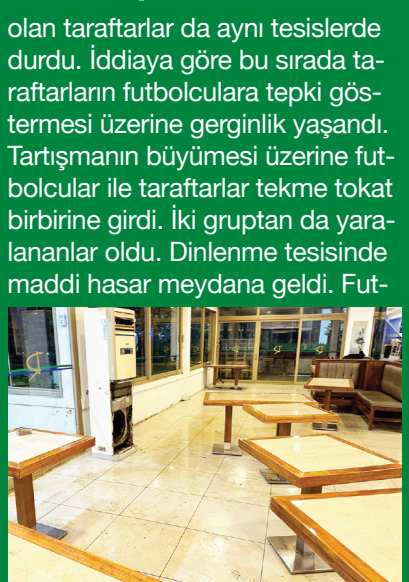 olan taraftarlar da aynı tesislerde
durdu. İddiaya göre bu sırada ta-
raftarların futbolculara tepki gös-
termesi üzerine gerginlik yaşandı.
Tartışmanın büyümesi üzerine fut-
bolcular ile taraftarlar tekme tokat
birbirine girdi. İki gruptan da yara-
lananlar oldu. Dinlenme tesisinde
maddi hasar meydana geldi. Fut-